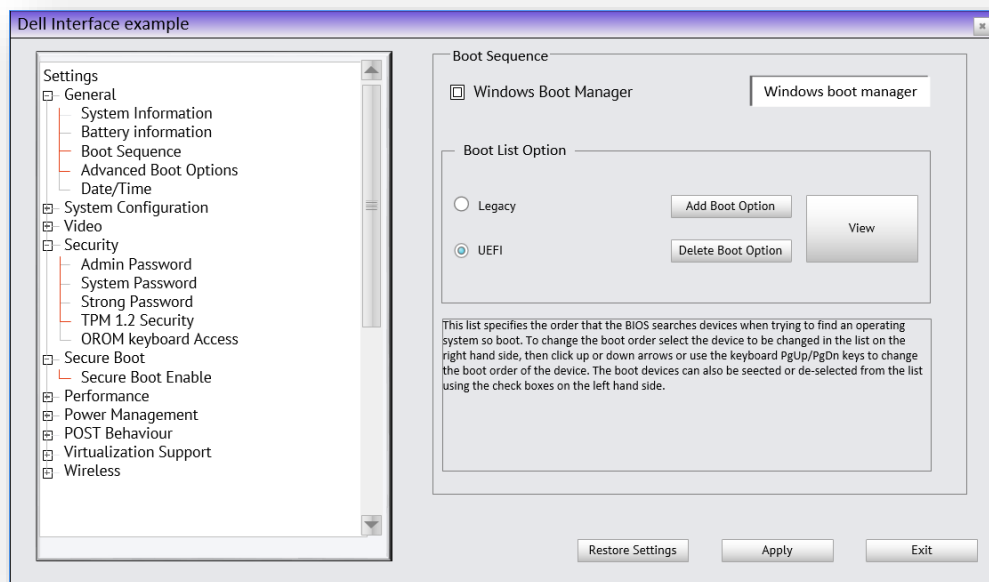 Dell Interface example
Settings
General
System Information
Battery information
Boot Sequence
Advanced Boot Options
Date/Time
System Configuration
Video
Security
Admin Password
System Password
Strong Password
TPM 1.2 Security
OROM keyboard Access
Secure Boot
Secure Boot Enable
Performance
Power Management
POST Behaviour
Virtualization Support
Wireless
Boot Sequence
Windows Boot Manager
Windows boot manager
Boot List Option
Legacy
Add Boot Option
View
UEFI
Delete Boot Option
This list specifies the order that the BIOS searches devices when trying to find an operating
system so boot. To change the boot order select the device to be changed in the list on the
right hand side, then click up or down arrows or use the keyboard PgUp/PgDn keys to change
the boot order of the device. The boot devices can also be seected or de-selected from the list
using the check boxes on the left hand side.
Restore Settings
Apply
Exit